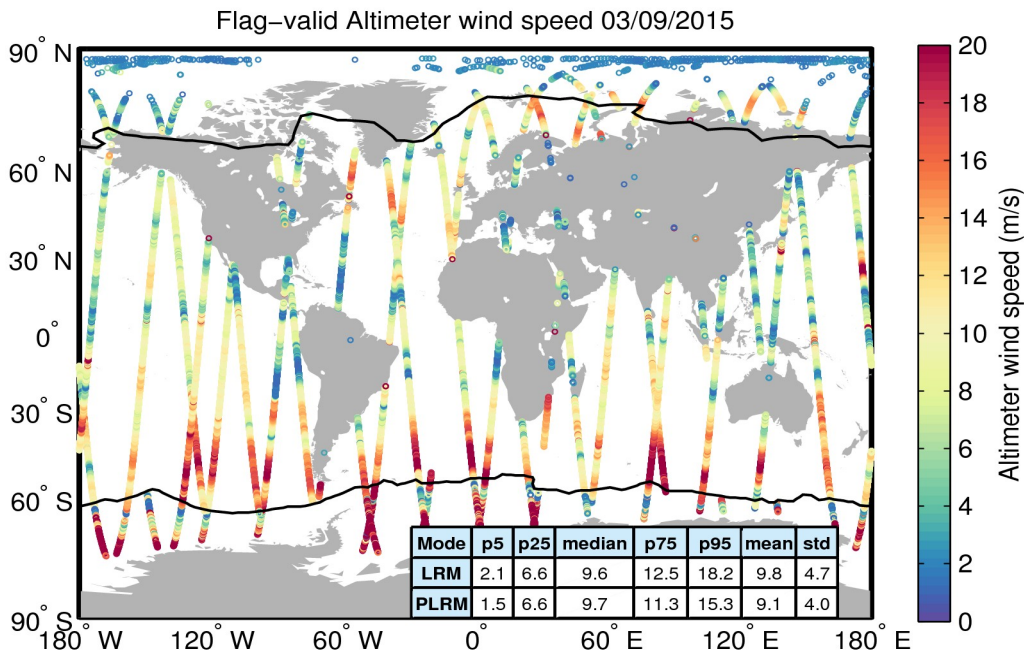 Flag−valid Altimeter wind speed 03/09/2015
90° N
60° N
30° N
0°
30° S
60° S
90° S
180° W
120° W
60° W
0°
60° E
120° E
180° E
20
18
16
14
12
10
8
6
4
2
0
Altimeter wind speed (m/s)
Mode p5 p25 median p75 p95 mean std
LRM 2.1 6.6 9.6 12.5 18.2 9.8 4.7
PLRM 1.5 6.6 9.7 11.3 15.3 9.1 4.0